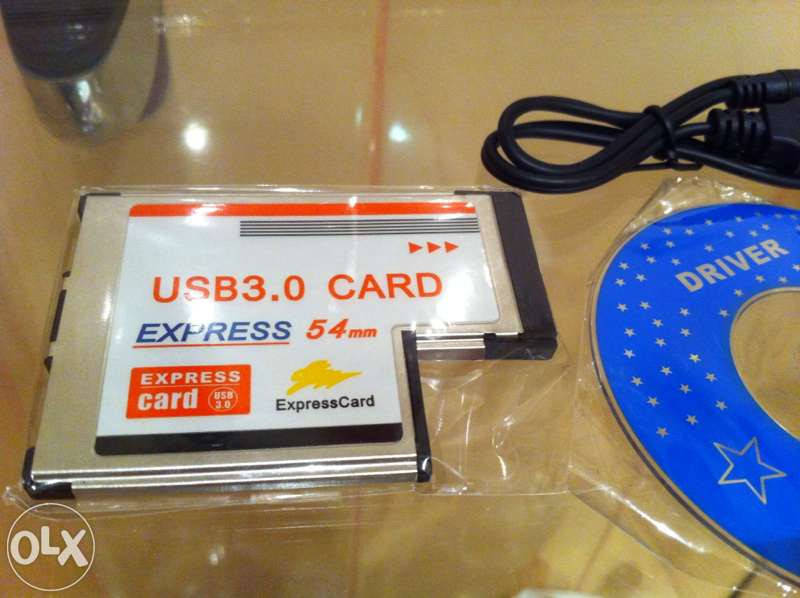 USB3.0 CARD
EXPRESS 54mm
EXPRESS
card USB 3.0
ExpressCard
DRIVER
OLX